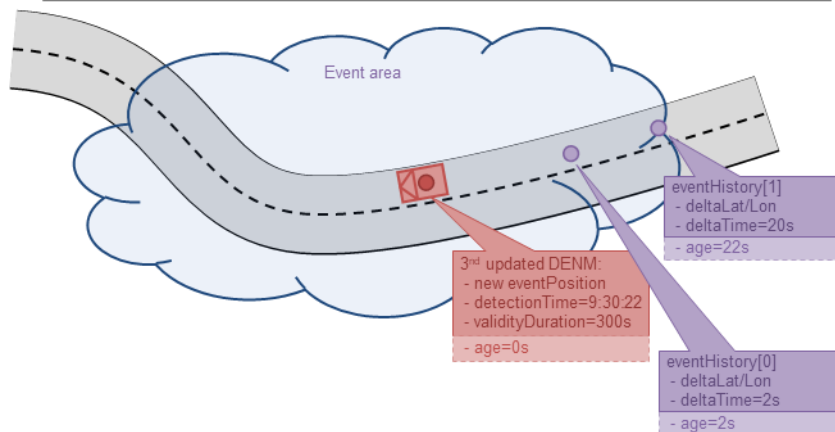 Event area
eventHistory[1]
- deltaLat/Lon
- deltaTime=20s
- age=22s
3nd updated DENM:
- new eventPosition
- detectionTime=9:30:22
- validityDuration=300s
- age=0s
eventHistory[0]
- deltaLat/Lon
- deltaTime=2s
- age=2s